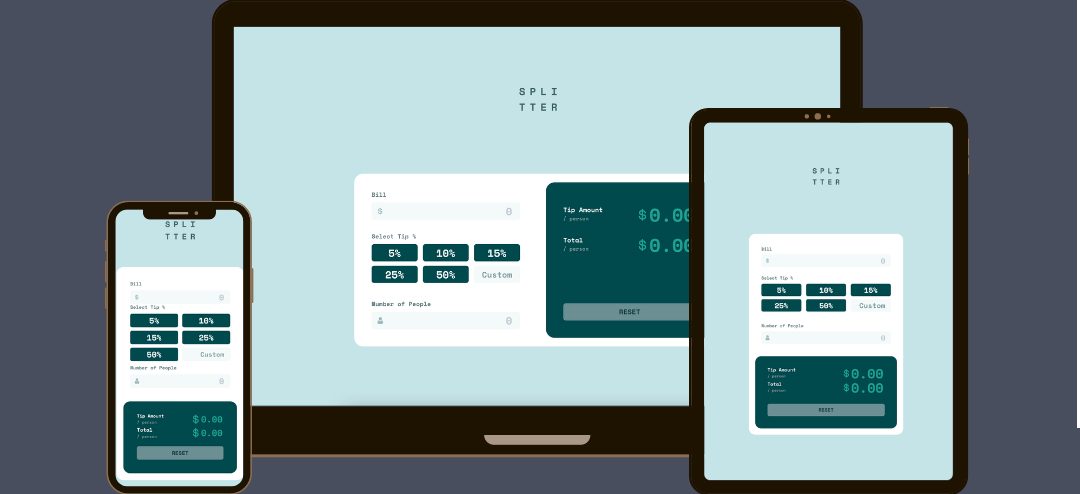 SPLI
TTER
Bill
$ 0
Select Tip %
5% 10% 15%
25% 50% Custom
Number of People
0
Tip Amount
/ person
$0.00
Total
/ person
$0.00
RESET
SPLI
TTER
Bill
$ 0
Select Tip %
5% 10%
15% 25%
50% Custom
Number of People
0
Tip Amount
/ person
$0.00
Total
/ person
$0.00
RESET
SPLI
TTER
Bill
$ 0
Select Tip %
5% 10% 15%
25% 50% Custom
Number of People
0
Tip Amount
/ person
$0.00
Total
/ person
$0.00
RESET